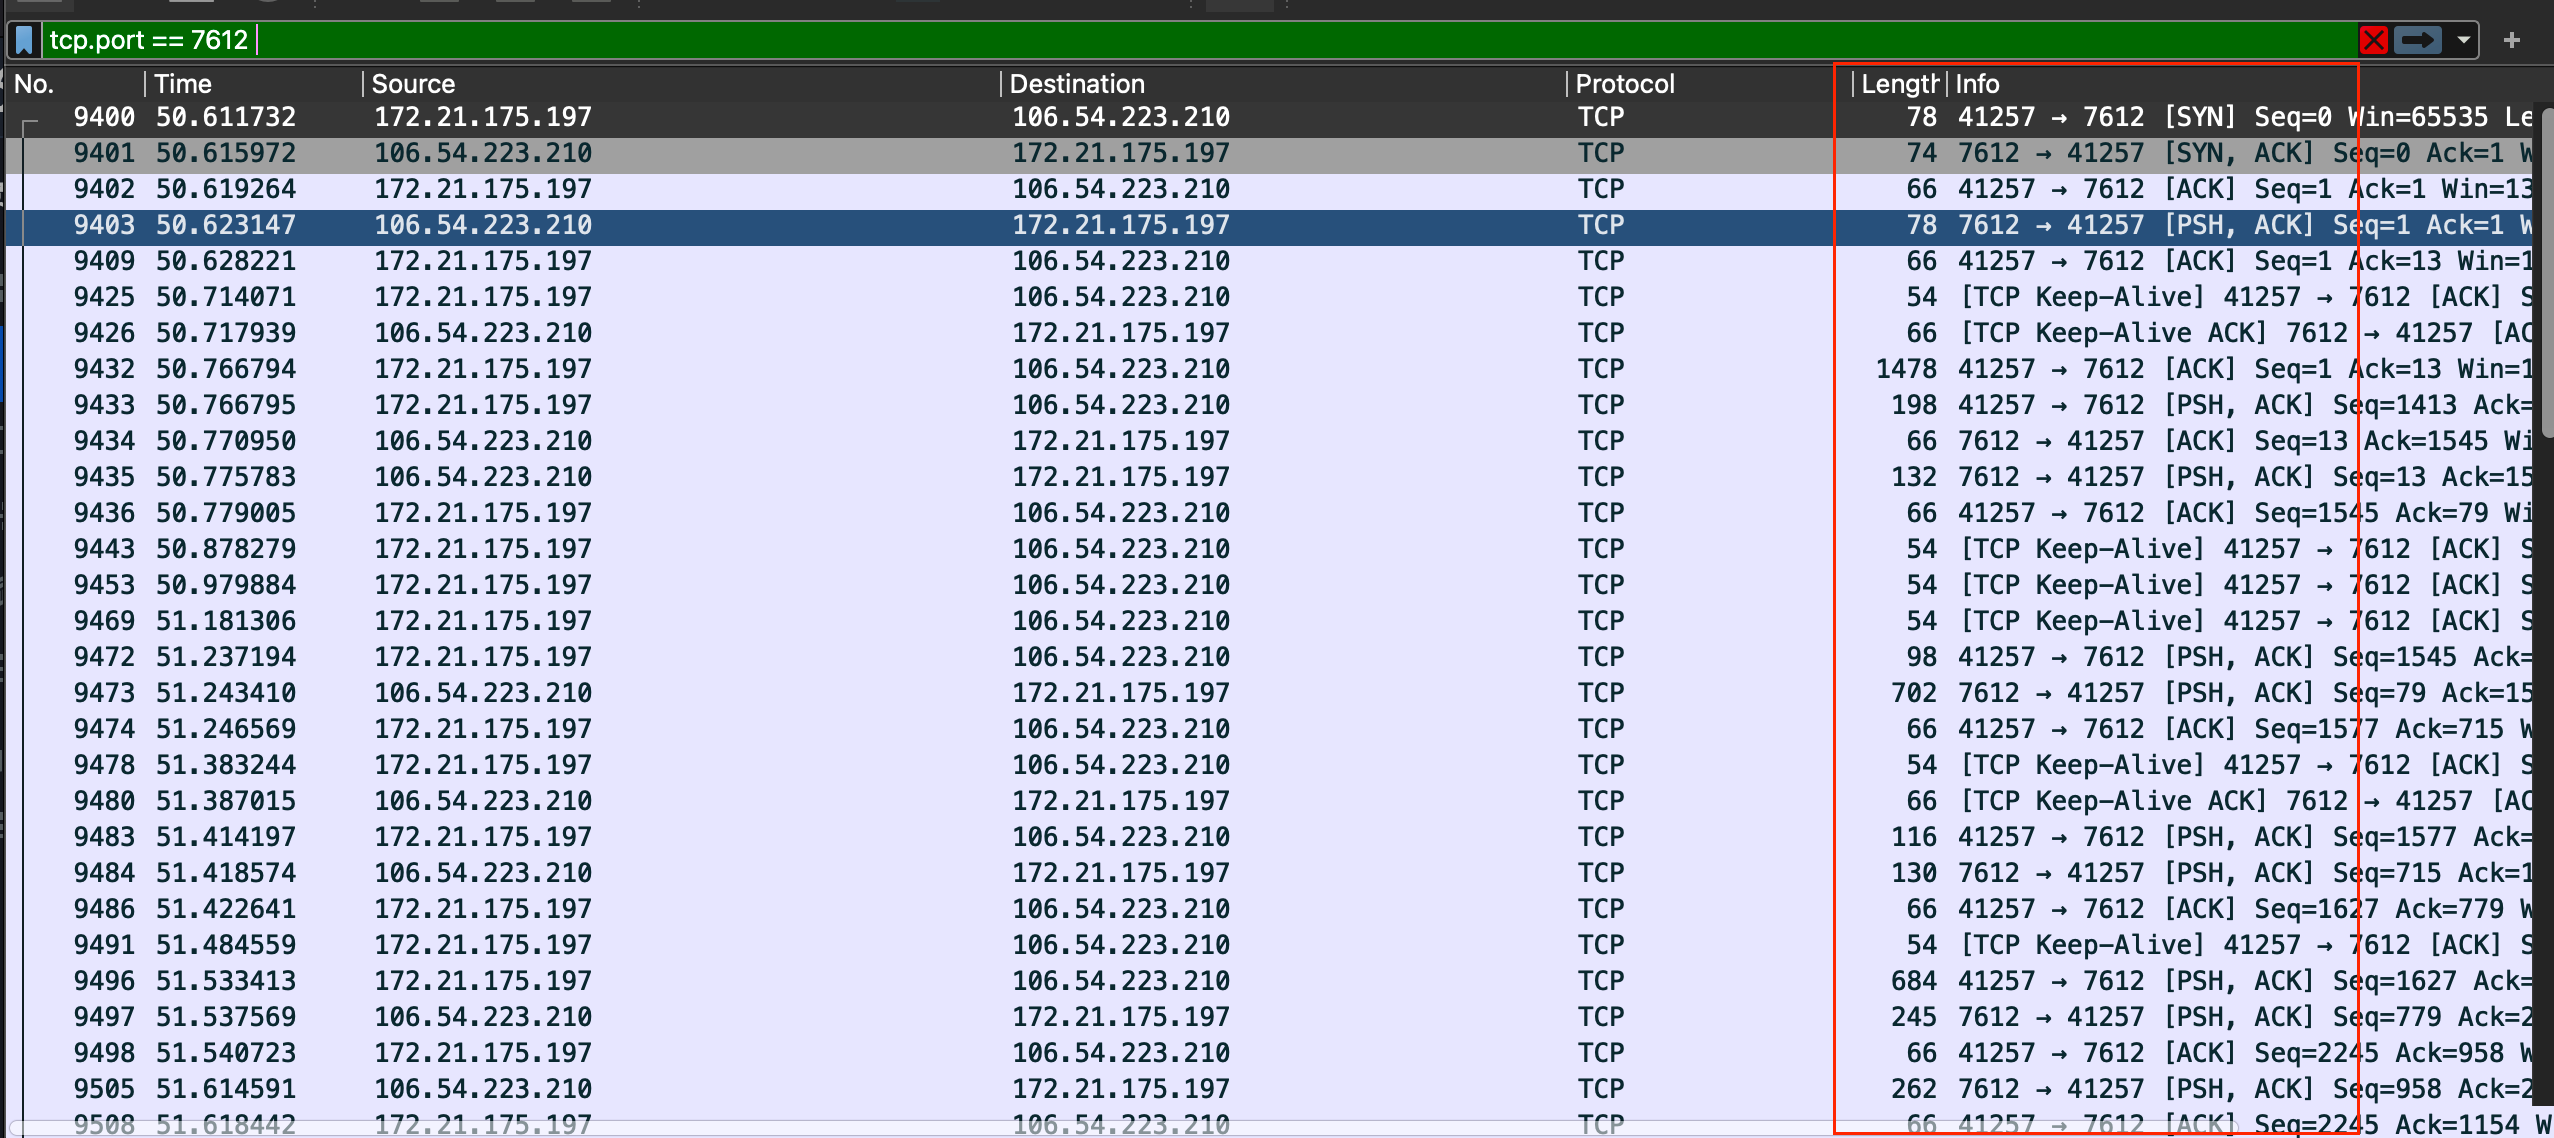 tcp.port == 7612
No. Time Source Destination Protocol Length Info
9400 50.611732 172.21.175.197 106.54.223.210 TCP 78 41257 → 7612 [SYN] Seq=0 Win=65535 Le
9401 50.615972 106.54.223.210 172.21.175.197 TCP 74 7612 → 41257 [SYN, ACK] Seq=0 Ack=1 W
9402 50.619264 172.21.175.197 106.54.223.210 TCP 66 41257 → 7612 [ACK] Seq=1 Ack=1 Win=13
9403 50.623147 106.54.223.210 172.21.175.197 TCP 78 7612 → 41257 [PSH, ACK] Seq=1 Ack=1 W
9409 50.628221 172.21.175.197 106.54.223.210 TCP 66 41257 → 7612 [ACK] Seq=1 Ack=13 Win=1
9425 50.714071 172.21.175.197 106.54.223.210 TCP 54 [TCP Keep-Alive] 41257 → 7612 [ACK] S
9426 50.717939 106.54.223.210 172.21.175.197 TCP 66 [TCP Keep-Alive ACK] 7612 → 41257 [AC
9432 50.766794 172.21.175.197 106.54.223.210 TCP 1478 41257 → 7612 [ACK] Seq=1 Ack=13 Win=1
9433 50.766795 172.21.175.197 106.54.223.210 TCP 198 41257 → 7612 [PSH, ACK] Seq=1413 Ack=
9434 50.770950 106.54.223.210 172.21.175.197 TCP 66 7612 → 41257 [ACK] Seq=13 Ack=1545 Wi
9435 50.775783 106.54.223.210 172.21.175.197 TCP 132 7612 → 41257 [PSH, ACK] Seq=13 Ack=15
9436 50.779005 172.21.175.197 106.54.223.210 TCP 66 41257 → 7612 [ACK] Seq=1545 Ack=79 Wi
9443 50.878279 172.21.175.197 106.54.223.210 TCP 54 [TCP Keep-Alive] 41257 → 7612 [ACK] S
9453 50.979884 172.21.175.197 106.54.223.210 TCP 54 [TCP Keep-Alive] 41257 → 7612 [ACK] S
9469 51.181306 172.21.175.197 106.54.223.210 TCP 54 [TCP Keep-Alive] 41257 → 7612 [ACK] S
9472 51.237194 172.21.175.197 106.54.223.210 TCP 98 41257 → 7612 [PSH, ACK] Seq=1545 Ack=
9473 51.243410 106.54.223.210 172.21.175.197 TCP 702 7612 → 41257 [PSH, ACK] Seq=79 Ack=15
9474 51.246569 172.21.175.197 106.54.223.210 TCP 66 41257 → 7612 [ACK] Seq=1577 Ack=715 W
9478 51.383244 172.21.175.197 106.54.223.210 TCP 54 [TCP Keep-Alive] 41257 → 7612 [ACK] S
9480 51.387015 106.54.223.210 172.21.175.197 TCP 66 [TCP Keep-Alive ACK] 7612 → 41257 [AC
9483 51.414197 172.21.175.197 106.54.223.210 TCP 116 41257 → 7612 [PSH, ACK] Seq=1577 Ack=
9484 51.418574 106.54.223.210 172.21.175.197 TCP 130 7612 → 41257 [PSH, ACK] Seq=715 Ack=1
9486 51.422641 172.21.175.197 106.54.223.210 TCP 66 41257 → 7612 [ACK] Seq=1627 Ack=779 W
9491 51.484559 172.21.175.197 106.54.223.210 TCP 54 [TCP Keep-Alive] 41257 → 7612 [ACK] S
9496 51.533413 172.21.175.197 106.54.223.210 TCP 684 41257 → 7612 [PSH, ACK] Seq=1627 Ack=
9497 51.537569 106.54.223.210 172.21.175.197 TCP 245 7612 → 41257 [PSH, ACK] Seq=779 Ack=2
9498 51.540723 172.21.175.197 106.54.223.210 TCP 66 41257 → 7612 [ACK] Seq=2245 Ack=958 W
9505 51.614591 106.54.223.210 172.21.175.197 TCP 262 7612 → 41257 [PSH, ACK] Seq=958 Ack=2
9508 51.618442 172.21.175.197 106.54.223.210 TCP 66 41257 → 7612 [ACK] Seq=2245 Ack=1154 W